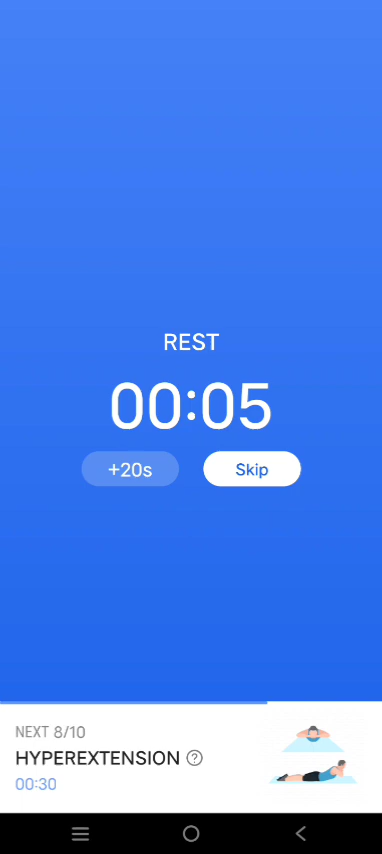 REST
00:05
+20s Skip
NEXT 8/10
HYPEREXTENSION ?
00:30